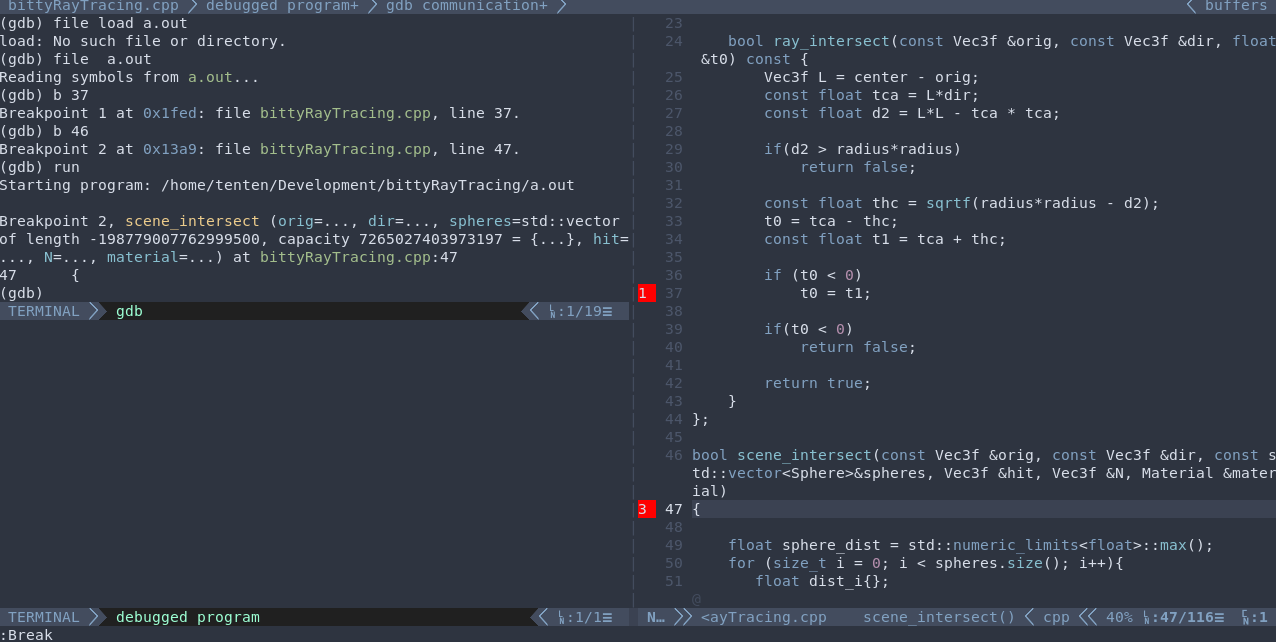 bittyRayTracing.cpp debugged program+ gdb communication+ buffers
(gdb) file load a.out
load: No such file or directory.
(gdb) file  a.out
Reading symbols from a.out...
(gdb) b 37
Breakpoint 1 at 0x1fed: file bittyRayTracing.cpp, line 37.
(gdb) b 46
Breakpoint 2 at 0x13a9: file bittyRayTracing.cpp, line 47.
(gdb) run
Starting program: /home/tenten/Development/bittyRayTracing/a.out
Breakpoint 2, scene_intersect (orig=..., dir=..., spheres=std::vector
of length -198779007762999500, capacity 7265027403973197 = {...}, hit=
..., N=..., material=...) at bittyRayTracing.cpp:47
47      {
(gdb)
TERMINAL gdb LN:1/19≡
TERMINAL debugged program LN:1/1≡
23
24     bool ray_intersect(const Vec3f &orig, const Vec3f &dir, float
&t0) const {
25         Vec3f L = center - orig;
26         const float tca = L*dir;
27         const float d2 = L*L - tca * tca;
28
29         if(d2 > radius*radius)
30             return false;
31
32         const float thc = sqrtf(radius*radius - d2);
33         t0 = tca - thc;
34         const float t1 = tca + thc;
35
36         if (t0 < 0)
1 37             t0 = t1;
38
39         if(t0 < 0)
40             return false;
41
42         return true;
43     }
44 };
45
46 bool scene_intersect(const Vec3f &orig, const Vec3f &dir, const s
td::vector<Sphere>&spheres, Vec3f &hit, Vec3f &N, Material &mater
ial)
3 47 {
48
49     float sphere_dist = std::numeric_limits<float>::max();
50     for (size_t i = 0; i < spheres.size(); i++){
51        float dist_i{};
@
N… <ayTracing.cpp scene_intersect() cpp 40% LN:47/116≡ CN:1
:Break